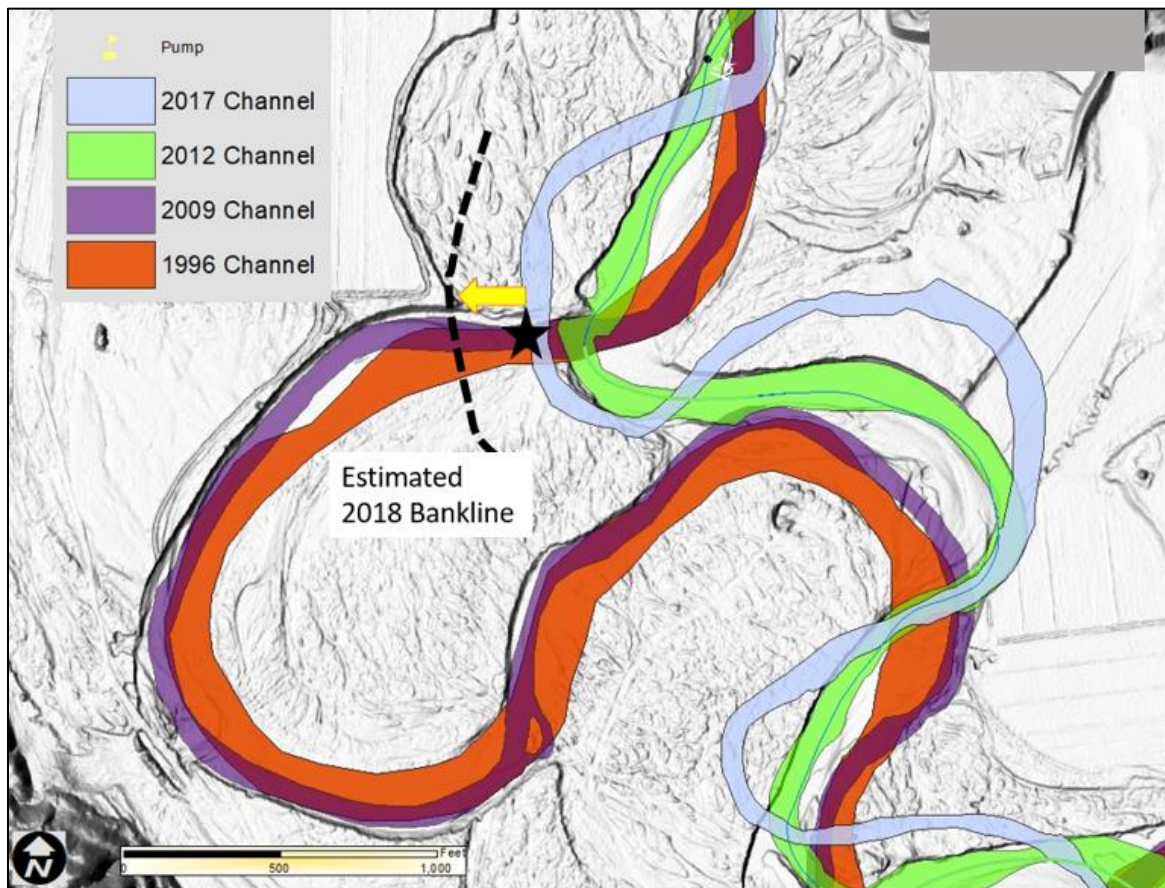 Pump
2017 Channel
2012 Channel
2009 Channel
1996 Channel
Estimated
2018 Bankline
N
Feet
0 500 1,000